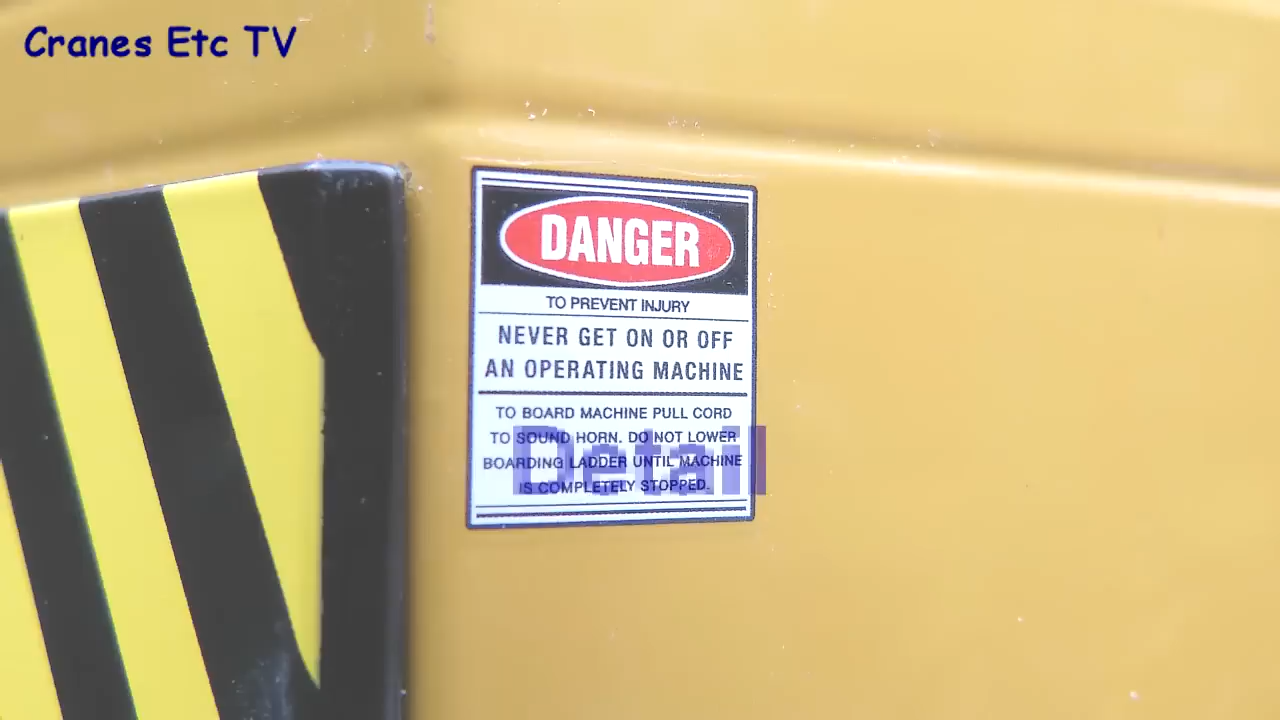 Cranes Etc TV
DANGER
TO PREVENT INJURY
NEVER GET ON OR OFF
AN OPERATING MACHINE
TO BOARD MACHINE PULL CORD
TO SOUND HORN. DO NOT LOWER
BOARDING LADDER UNTIL MACHINE
IS COMPLETELY STOPPED.
Detail